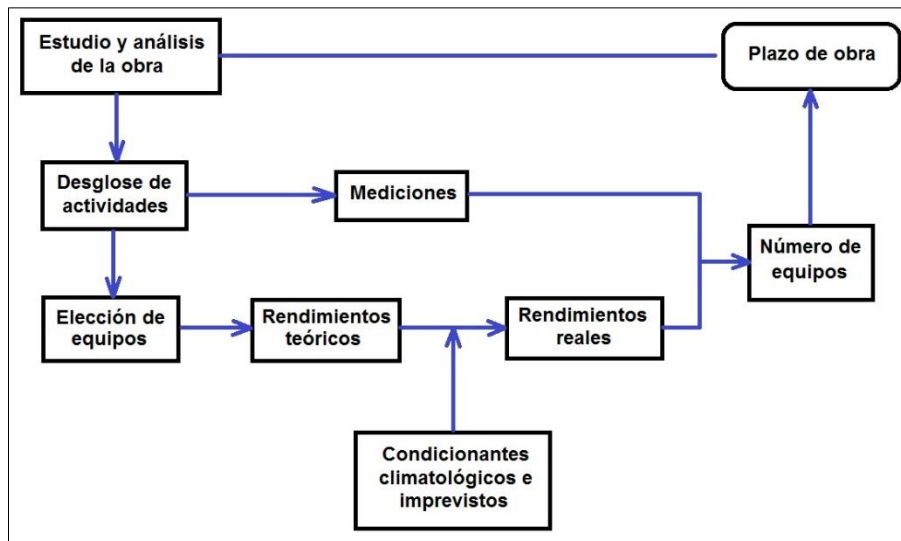 Estudio y análisis
de la obra
Plazo de obra
Desglose de
actividades
Mediciones
Número de
equipos
Elección de
equipos
Rendimientos
teóricos
Rendimientos
reales
Condicionantes
climatológicos e
imprevistos